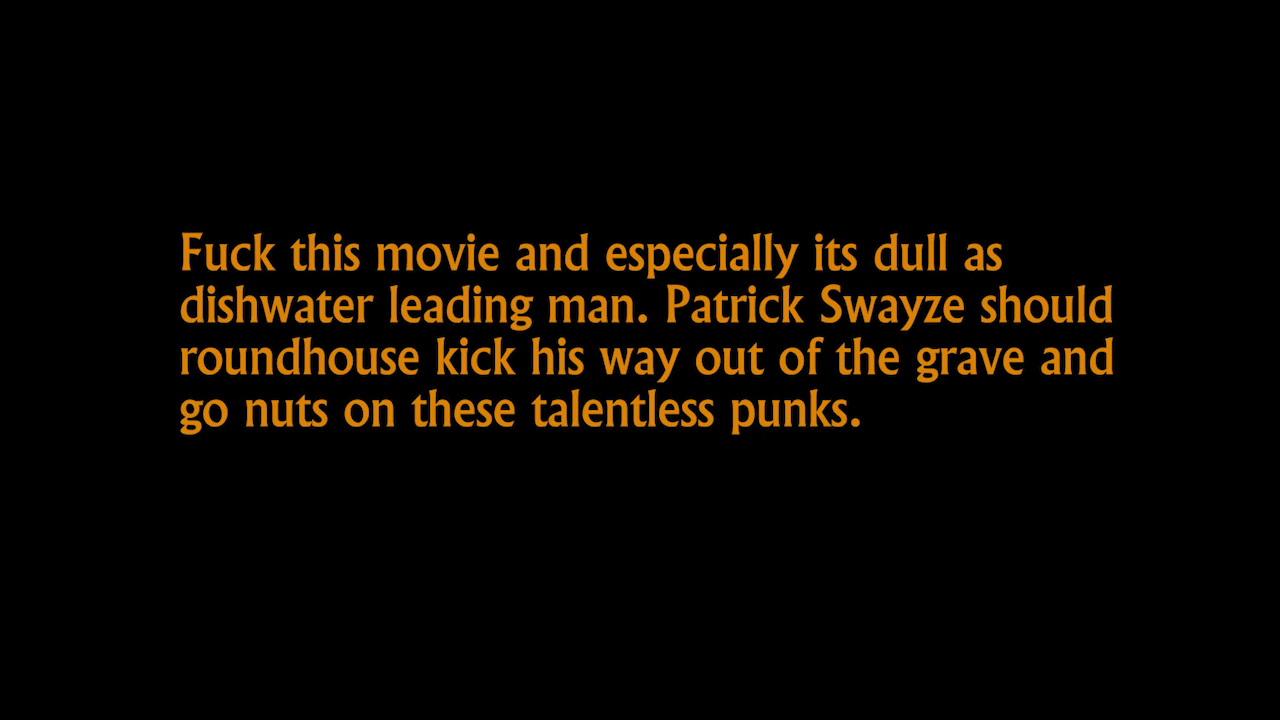 Fuck this movie and especially its dull as
dishwater leading man. Patrick Swayze should
roundhouse kick his way out of the grave and
go nuts on these talentless punks.